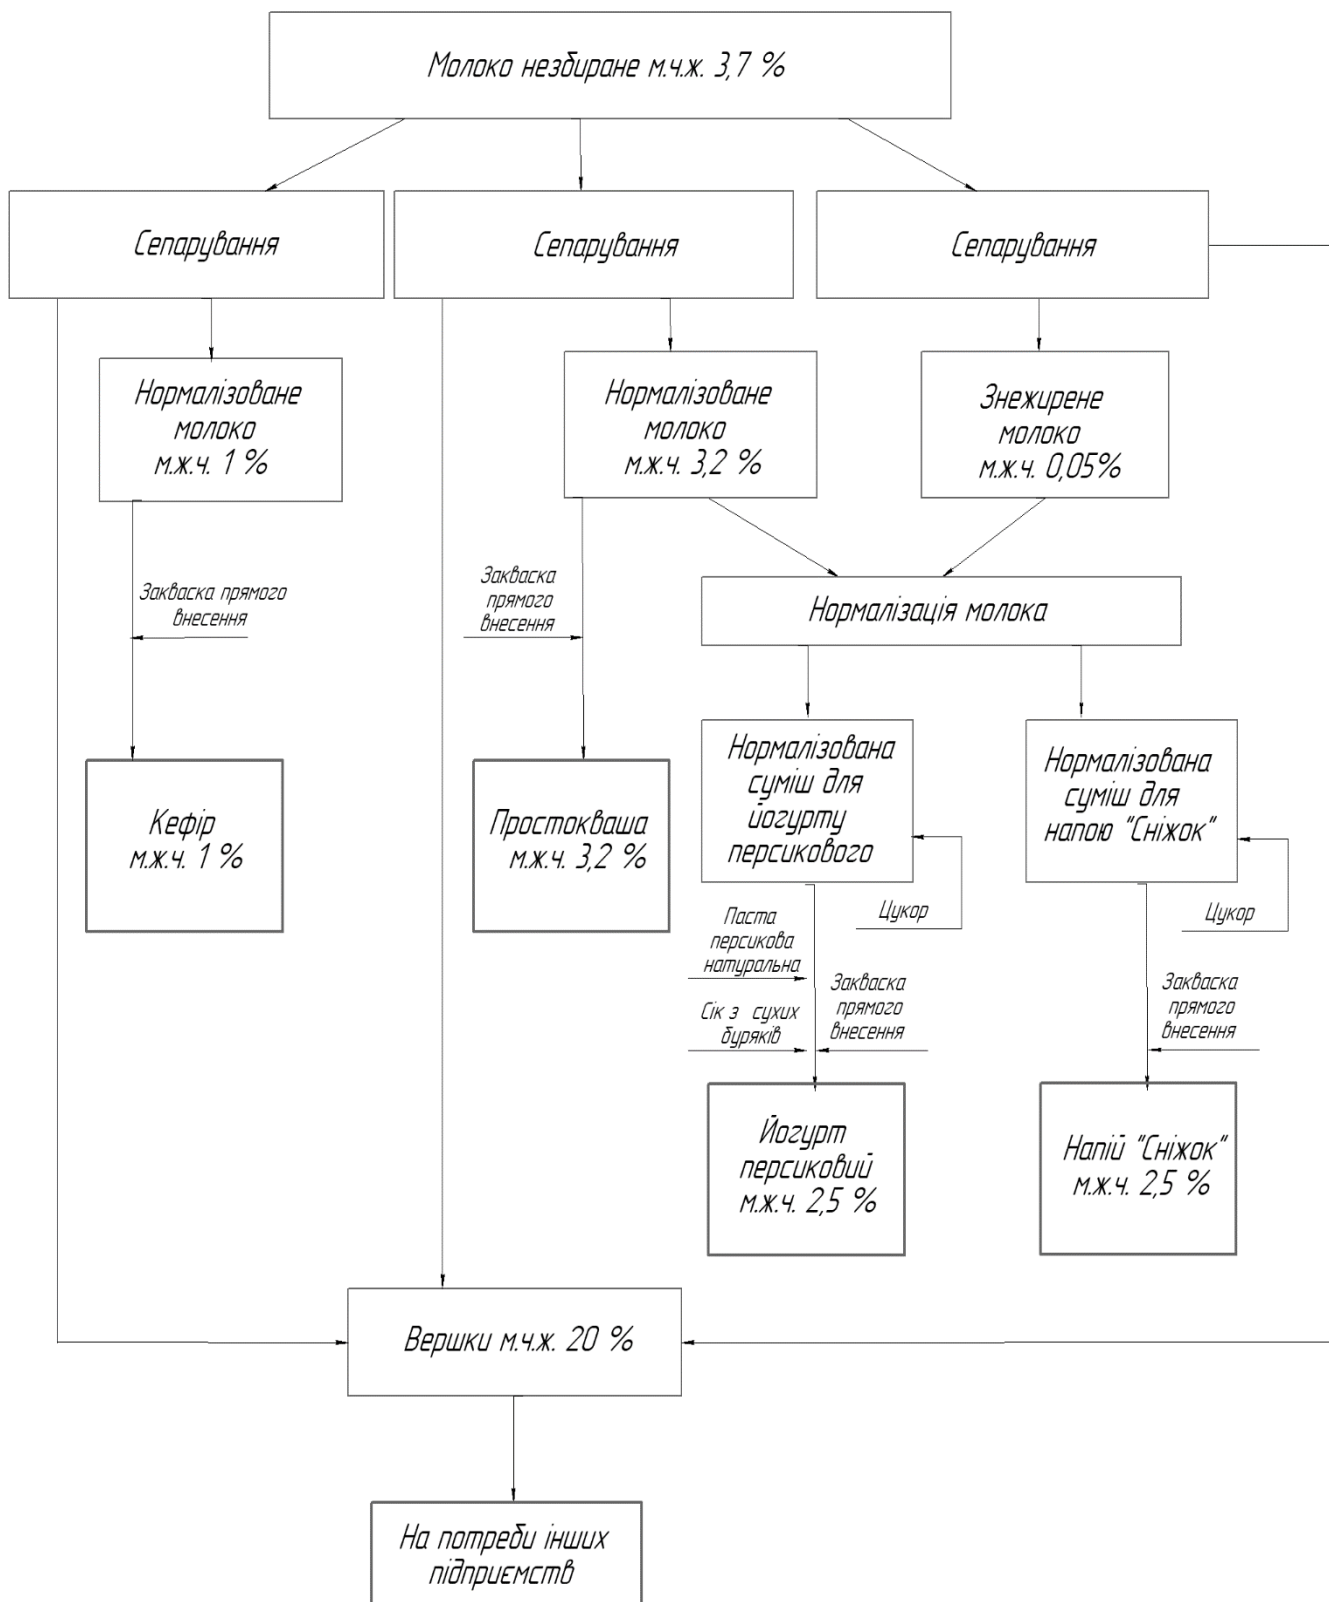 Молоко незбиране м.ч.ж. 3,7 %
Сепарування
Сепарування
Сепарування
Нормалізоване
молоко
м.ж.ч. 1 %
Нормалізоване
молоко
м.ж.ч. 3,2 %
Знежирене
молоко
м.ж.ч. 0,05%
Закваска прямого
внесення
Закваска
прямого
внесення
Нормалізація молока
Кефір
м.ж.ч. 1 %
Простокваша
м.ж.ч. 3,2 %
Нормалізована
суміш для
йогурту
персикового
Нормалізована
суміш для
напою "Сніжок"
Цукор
Цукор
Паста
персикова
натуральна
Сік з сухих
буряків
Закваска
прямого
внесення
Закваска
прямого
внесення
Йогурт
персиковий
м.ж.ч. 2,5 %
Напій "Сніжок"
м.ж.ч. 2,5 %
Вершки м.ч.ж. 20 %
На потреби інших
підприємств